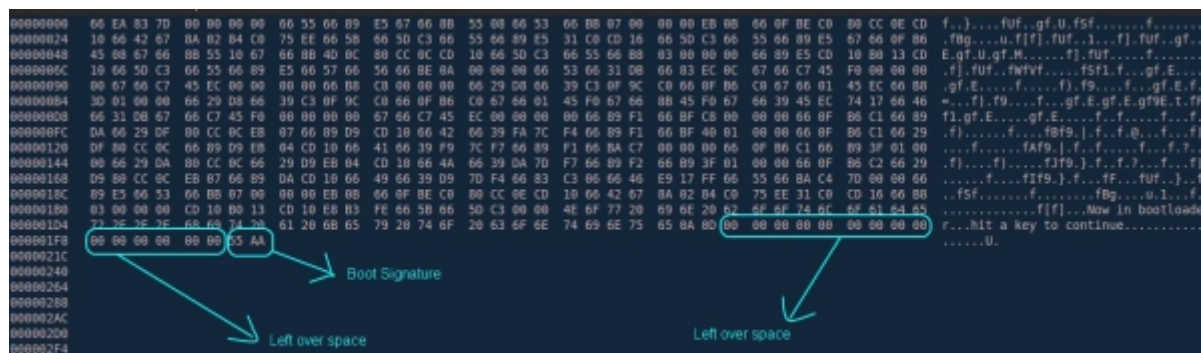 00000000 66 EA 83 7D 00 00 00 00 66 55 66 89 E5 67 66 8B 55 08 66 53 66 BB 07 00 00 00 EB 0B 66 0F BE C0 80 CC 0E CD f..}....fUf..gf.U.fSf.......f.......
00000024 10 66 42 67 8A 02 84 C0 75 EE 66 5B 66 5D C3 66 55 66 89 E5 31 C0 CD 16 66 5D C3 66 55 66 89 E5 67 66 0F B6 .fBg....u.f[f].fUf..1...f].fUf..gf..
00000048 45 08 67 66 8B 55 10 67 66 8B 4D 0C 80 CC 0C CD 10 66 5D C3 66 55 66 B8 03 00 00 00 66 89 E5 CD 10 B0 13 CD E.gf.U.gf.M......f].fUf.....f.......
0000006C 10 66 5D C3 66 55 66 89 E5 66 57 66 56 66 BE 0A 00 00 00 66 53 66 31 DB 66 83 EC 0C 67 66 C7 45 F0 00 00 00 .f].fUf..fWfVf.....fSf1.f...gf.E....
00000090 00 67 66 C7 45 EC 00 00 00 00 66 B8 C8 00 00 00 66 29 D8 66 39 C3 0F 9C C0 66 0F B6 C0 67 66 01 45 EC 66 B8
000000B4 3D 01 00 00 66 29 D8 66 39 C3 0F 9C C0 66 0F B6 C0 67 66 01 45 F0 67 66 8B 45 F0 67 66 39 45 EC 74 17 66 46
000000D8 66 31 DB 67 66 C7 45 F0 00 00 00 00 67 66 C7 45 EC 00 00 00 00 66 89 F1 66 BF C8 00 00 00 66 0F B6 C1 66 89
000000FC DA 66 29 DF 80 CC 0C EB 07 66 89 D9 CD 10 66 42 66 39 FA 7C F4 66 89 F1 66 BF 40 01 00 00 66 0F B6 C1 66 29
00000120 DF 80 CC 0C 66 89 D9 EB 04 CD 10 66 41 66 39 F9 7C F7 66 89 F1 66 BA C7 00 00 00 66 0F B6 C1 66 B9 3F 01 00
00000144 00 66 29 DA 80 CC 0C 66 29 D9 EB 04 CD 10 66 4A 66 39 DA 7D F7 66 89 F2 66 B9 3F 01 00 00 66 0F B6 C2 66 29
00000168 D9 80 CC 0C EB 07 66 89 DA CD 10 66 49 66 39 D9 7D F4 66 83 C3 06 66 46 E9 17 FF 66 55 66 BA C4 7D 00 00 66
0000018C 89 E5 66 53 66 BB 07 00 00 00 EB 0B 66 0F BE C0 80 CC 0E CD 10 66 42 67 8A 02 84 C0 75 EE 31 C0 CD 16 66 B8
000001B0 03 00 00 00 CD 10 B0 13 CD 10 E8 B3 FE 66 5B 66 5D C3 00 00 4E 6F 77 20 69 6E 20 62 6F 6F 74 6C 6F 61 64 65 .............f[f]...Now in bootloade
000001D4 72 2E 2E 2E 68 69 74 20 61 20 6B 65 79 20 74 6F 20 63 6F 6E 74 69 6E 75 65 0A 0D 00 00 00 00 00 00 00 00 00 r...hit a key to continue...........
000001F8 00 00 00 00 00 00 55 AA ......U.
0000021C
00000240
00000264
00000288
000002AC
000002D0
000002F4
Boot Signature
Left over space
Left over space